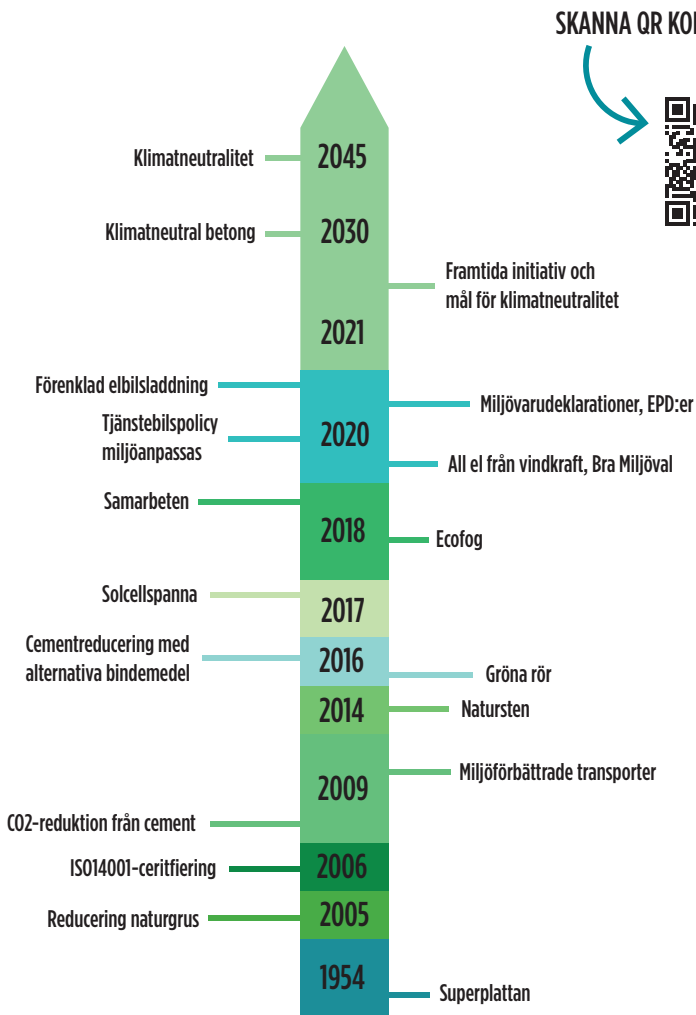 SKANNA QR
2045
Klimatneutralitet
2030
Klimatneutral betong
Framtida initiativ och
mål för klimatneutralitet
2021
Förenklad elbilsladdning
Miljövarudeklarationer, EPD:er
Tjänstebilspolicy
miljöanpassas
2020
All el från vindkraft, Bra Miljöval
Samarbeten
2018
Ecofog
Solcellspanna
2017
Cementreducering med
alternativa bindemedel
2016
Gröna rör
2014
Natursten
Miljöförbättrade transporter
2009
CO2-reduktion från cement
ISO14001-ceritfiering
2006
Reducering naturgrus
2005
1954
Superplattan